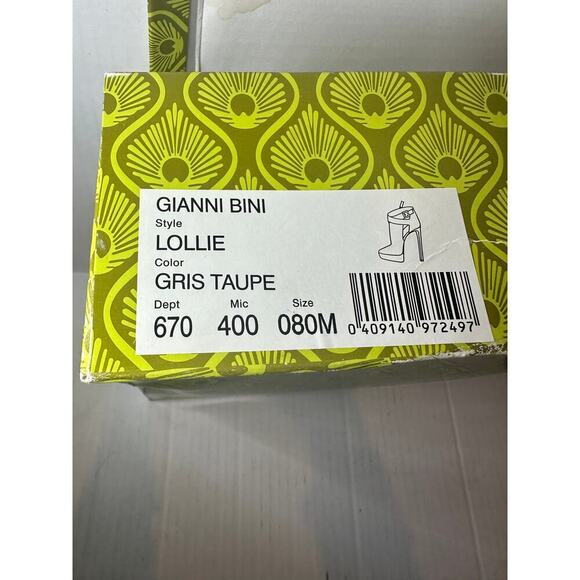 GIANNI BINI
Style
LOLLIE
Color
GRIS TAUPE
Dept Mic Size
670 400 080M
0 409140 972497